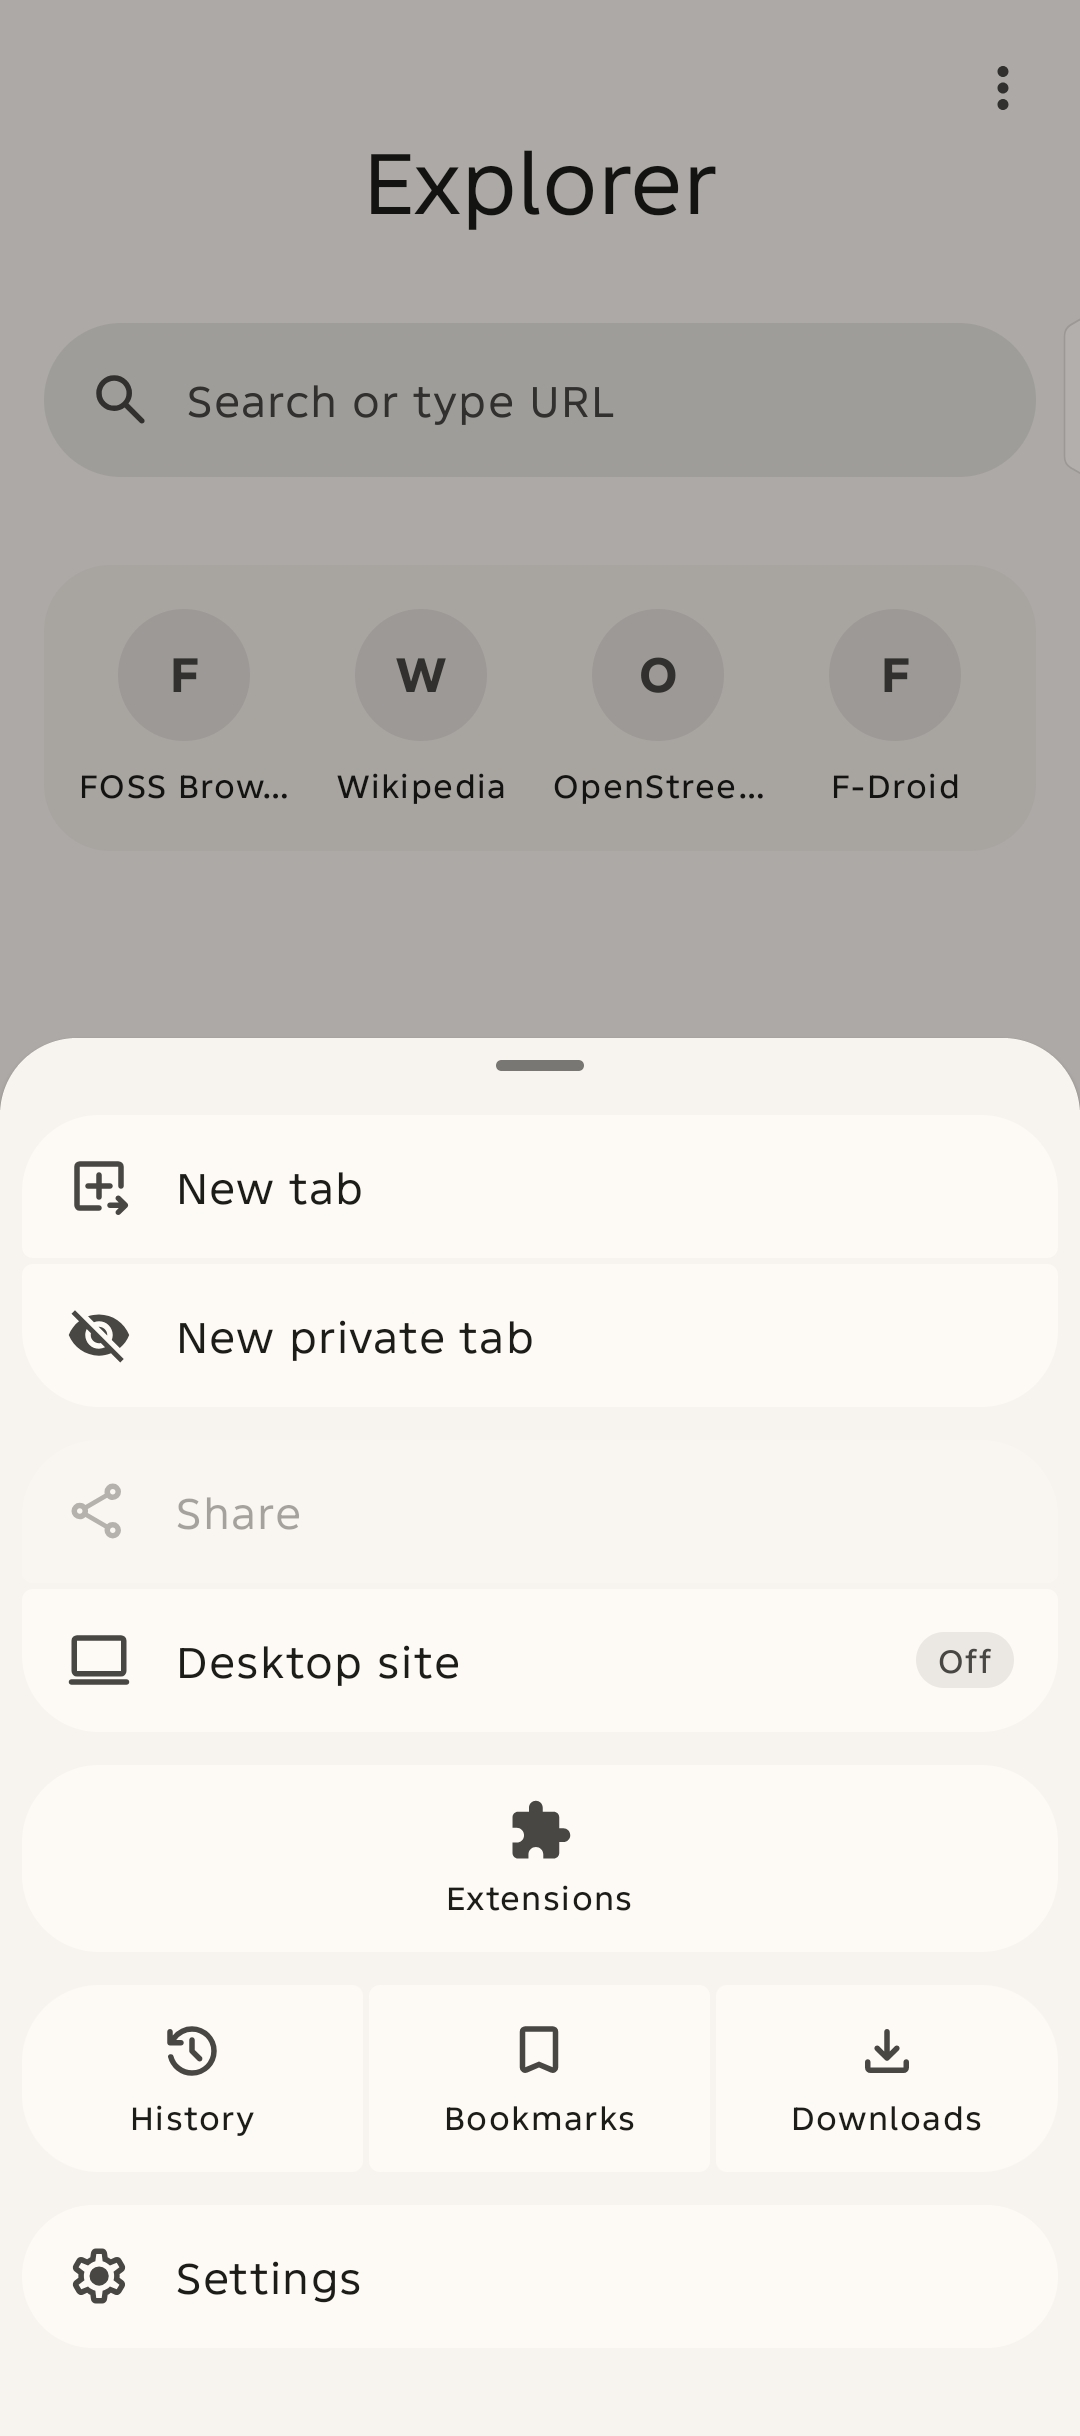 Explorer
Search or type URL
F
W
O
F
FOSS Brow...
Wikipedia
OpenStree...
F-Droid
New tab
New private tab
Share
Desktop site
Off
Extensions
History
Bookmarks
Downloads
Settings